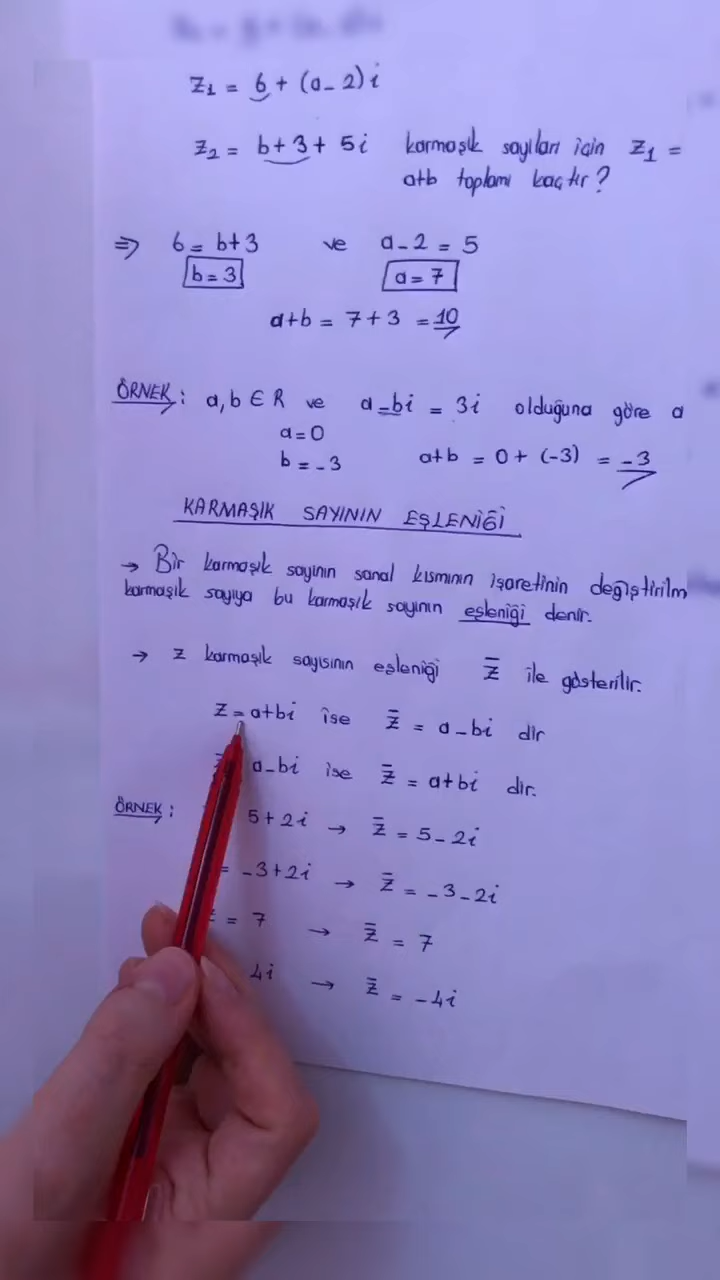 z₁ = 6 + (a - 2)i
z₂ = b+3 + 5i karmaşık sayıları için z₁ =
a+b toplamı kaçtır?
⇒ 6 = b+3 ve a - 2 = 5
b = 3 a = 7
a+b = 7+3 = 10
ÖRNEK: a, b ∈ R ve a-bi = 3i olduğuna göre a
a = 0
b = -3 a+b = 0 + (-3) = -3
KARMAŞIK SAYININ EŞLENİĞİ
→ Bir karmaşık sayının sanal kısmının işaretinin değiştirilm
karmaşık sayıya bu karmaşık sayının eşleniği denir.
→ z karmaşık sayısının eşleniği z̄ ile gösterilir.
z = a+bi ise z̄ = a-bi dir
a-bi ise z̄ = a+bi dir.
ÖRNEK: 5+2i → z̄ = 5-2i
= -3+2i → z̄ = -3-2i
= 7 → z̄ = 7
4i → z̄ = -4i